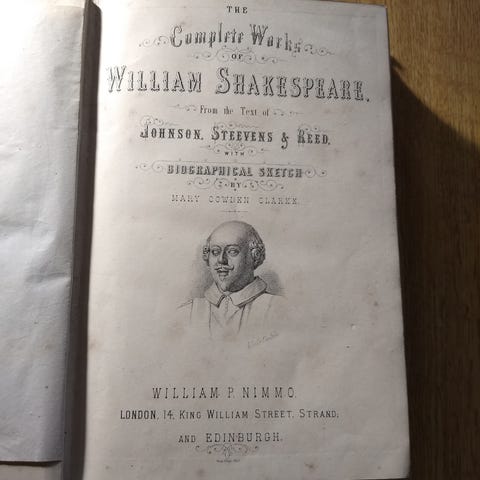 THE
Complete Works
OF
WILLIAM SHAKESPEARE.
From the Text of
JOHNSON, STEEVENS & REED,
WITH
BIOGRAPHICAL SKETCH
BY
MARY COWDEN CLARKE.
WILLIAM P. NIMMO.
LONDON, 14, KING WILLIAM STREET, STRAND;
AND EDINBURGH.